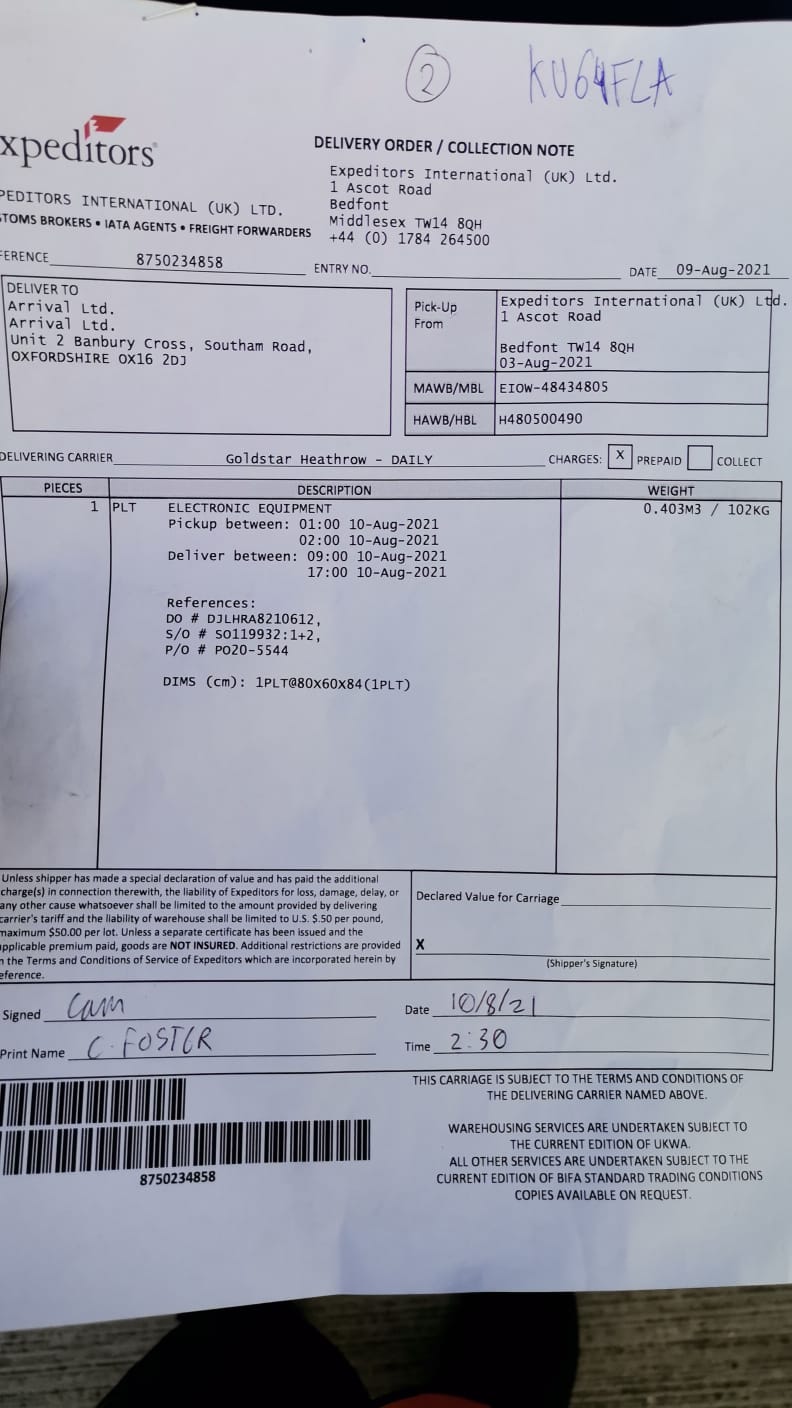 2 KU64FLA
xpeditors
DELIVERY ORDER / COLLECTION NOTE
Expeditors International (UK) Ltd.
1 Ascot Road
Bedfont
Middlesex TW14 8QH
+44 (0) 1784 264500
PEDITORS INTERNATIONAL (UK) LTD.
TOMS BROKERS • IATA AGENTS • FREIGHT FORWARDERS
FERENCE 8750234858 ENTRY NO. DATE 09-Aug-2021
DELIVER TO
Arrival Ltd.
Arrival Ltd.
Unit 2 Banbury Cross, Southam Road,
OXFORDSHIRE OX16 2DJ
Pick-Up From
Expeditors International (UK) Ltd.
1 Ascot Road
Bedfont TW14 8QH
03-Aug-2021
MAWB/MBL EIOW-48434805
HAWB/HBL H480500490
DELIVERING CARRIER Goldstar Heathrow - DAILY CHARGES: X PREPAID COLLECT
PIECES DESCRIPTION WEIGHT
1 PLT ELECTRONIC EQUIPMENT 0.403M3 / 102KG
Pickup between: 01:00 10-Aug-2021
02:00 10-Aug-2021
Deliver between: 09:00 10-Aug-2021
17:00 10-Aug-2021
References:
DO # DJLHRA8210612,
S/O # SO119932:1+2,
P/O # PO20-5544
DIMS (cm): 1PLT@80X60X84(1PLT)
Unless shipper has made a special declaration of value and has paid the additional
charge(s) in connection therewith, the liability of Expeditors for loss, damage, delay, or
any other cause whatsoever shall be limited to the amount provided by delivering
carrier's tariff and the liability of warehouse shall be limited to U.S. $.50 per pound,
maximum $50.00 per lot. Unless a separate certificate has been issued and the
applicable premium paid, goods are NOT INSURED. Additional restrictions are provided
n the Terms and Conditions of Service of Expeditors which are incorporated herein by
eference.
Declared Value for Carriage
X
(Shipper's Signature)
Signed Cam Date 10/8/21
Print Name C. FOSTER Time 2:30
8750234858
THIS CARRIAGE IS SUBJECT TO THE TERMS AND CONDITIONS OF
THE DELIVERING CARRIER NAMED ABOVE.
WAREHOUSING SERVICES ARE UNDERTAKEN SUBJECT TO
THE CURRENT EDITION OF UKWA.
ALL OTHER SERVICES ARE UNDERTAKEN SUBJECT TO THE
CURRENT EDITION OF BIFA STANDARD TRADING CONDITIONS
COPIES AVAILABLE ON REQUEST.